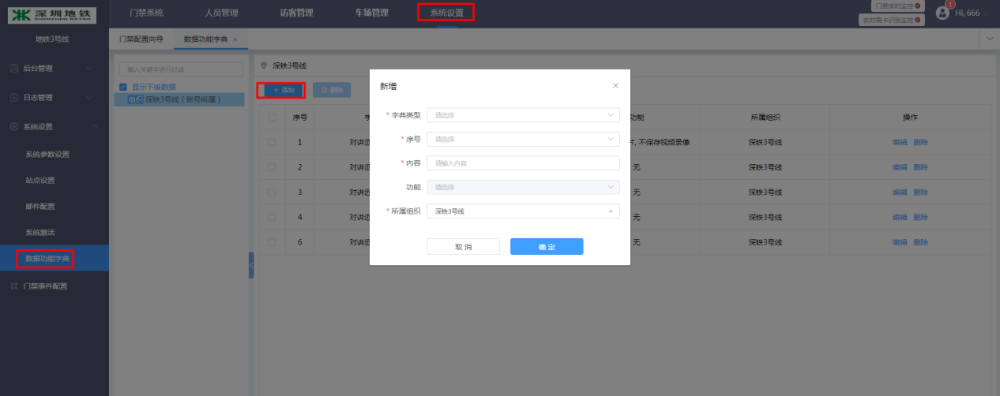 深圳地铁
SHENZHEN METRO
地铁3号线
门禁系统 人员管理 访客管理 车场管理 系统设置
门禁实时监控
实时刷卡识别监控
1
Hi, 666
后台管理
日志管理
系统设置
系统参数设置
站点设置
邮件配置
系统激活
数据功能字典
门禁事件配置
门禁配置向导 数据功能字典 ×
输入关键字进行过滤
显示下级数据
组织 深铁3号线（账号所属）
深铁3号线
+ 添加 删除
序号 功能 所属组织 操作
1 对讲远 片, 不保存视频录像 深铁3号线 编辑 删除
2 对讲远 无 深铁3号线 编辑 删除
3 对讲远 无 深铁3号线 编辑 删除
4 对讲远 无 深铁3号线 编辑 删除
6 对讲远 无 深铁3号线 编辑 删除
新增 ×
* 字典类型 请选择
* 序号 请选择
* 内容 请输入内容
功能 请选择
* 所属组织 深铁3号线
取消 确定